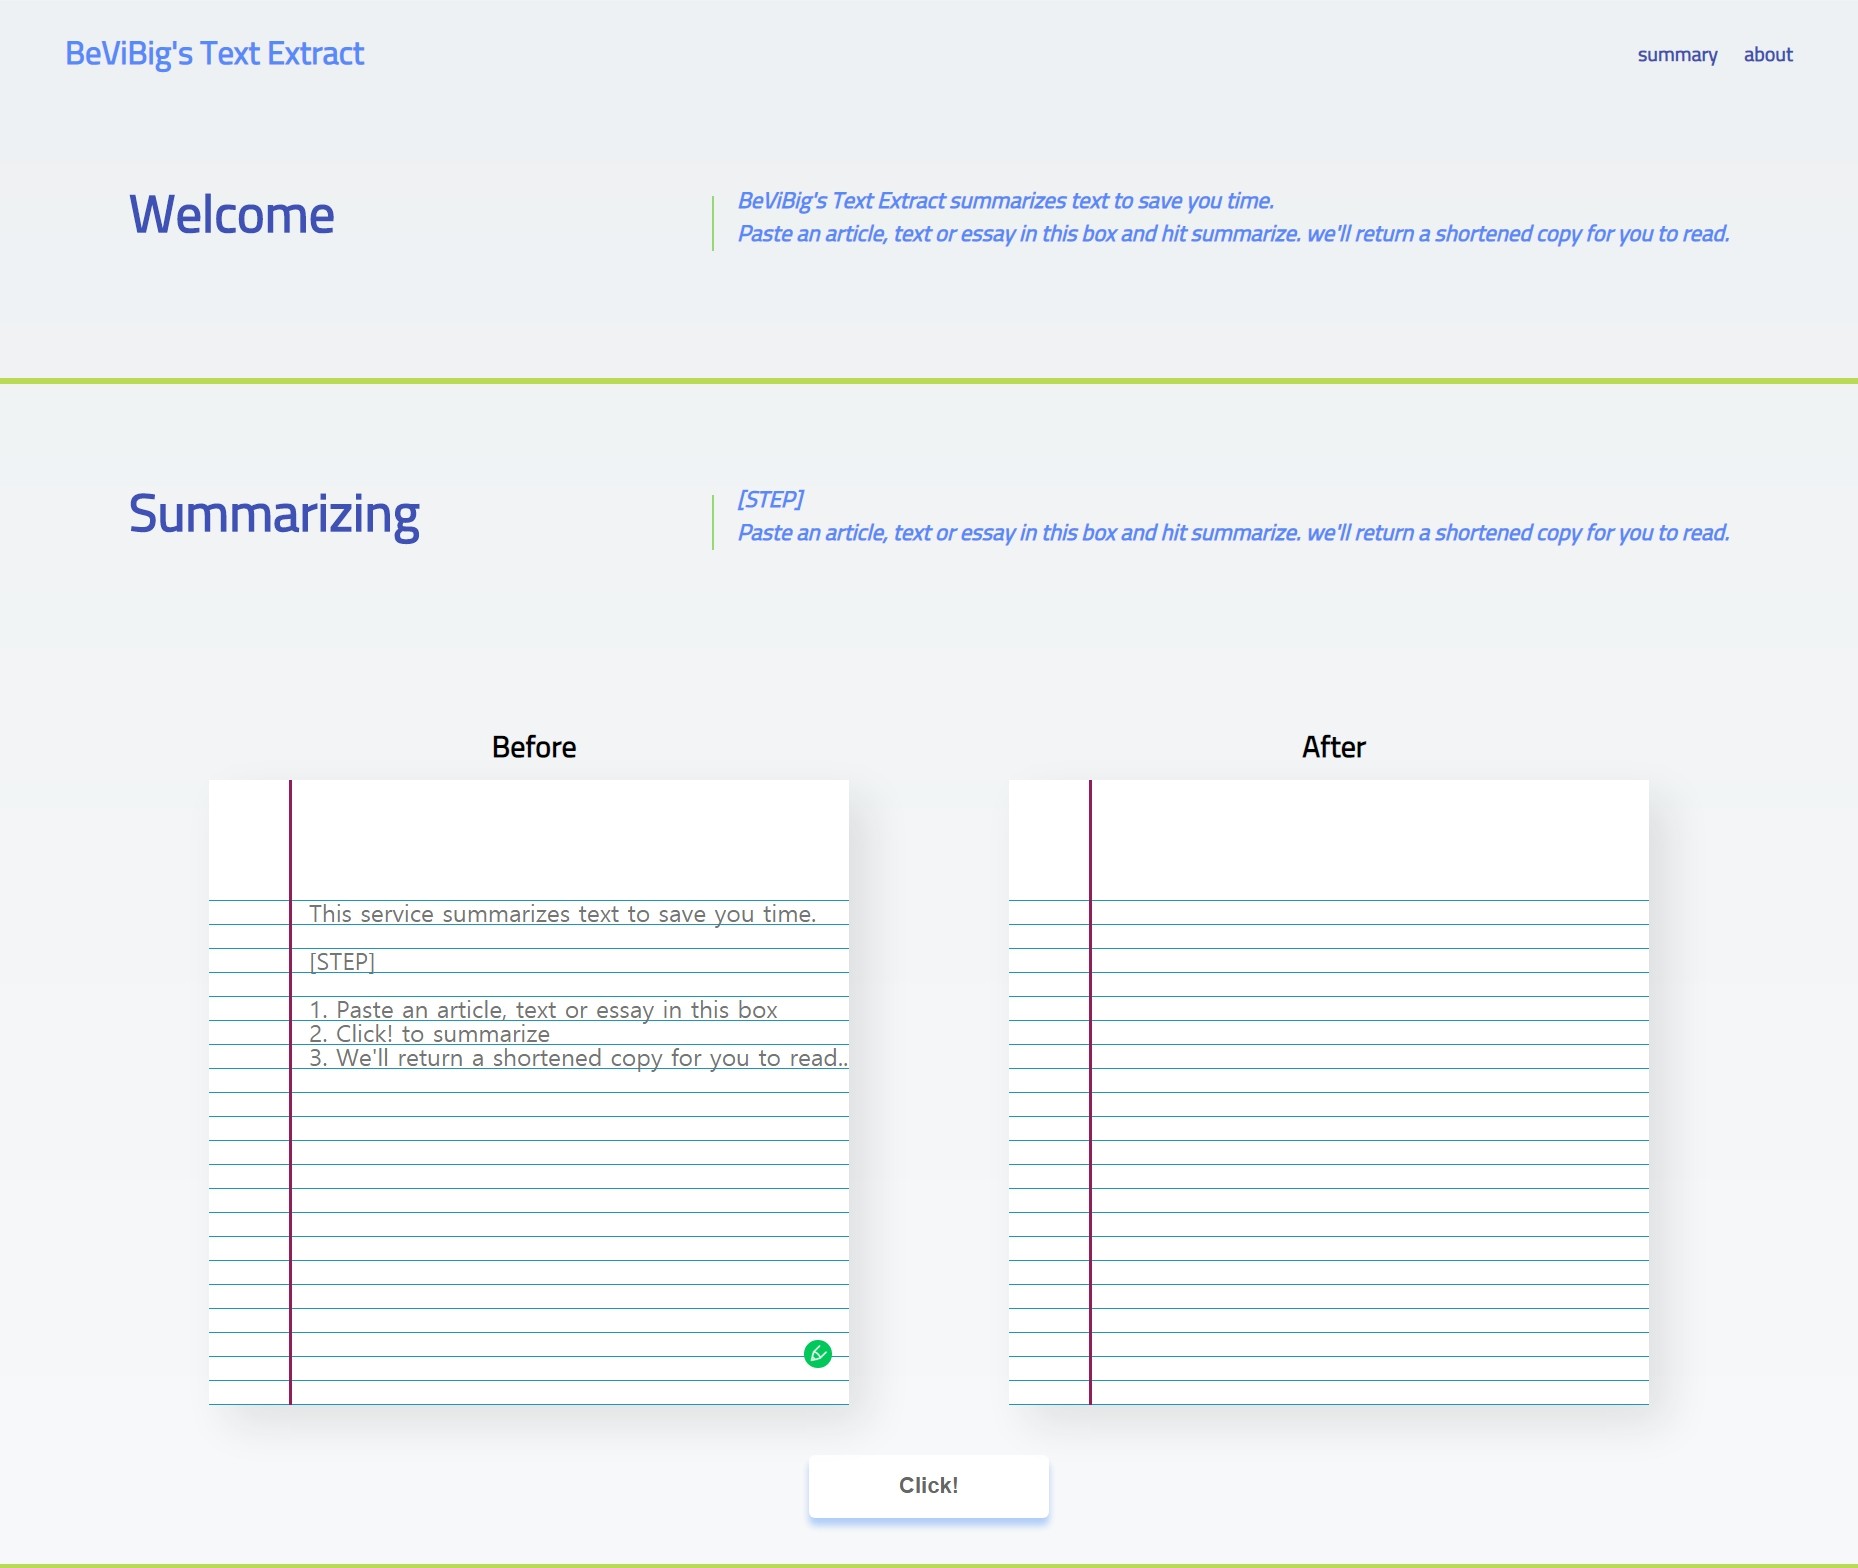 BeViBig's Text Extract
summary about
Welcome
BeViBig's Text Extract summarizes text to save you time.
Paste an article, text or essay in this box and hit summarize. we'll return a shortened copy for you to read.
Summarizing
[STEP]
Paste an article, text or essay in this box and hit summarize. we'll return a shortened copy for you to read.
Before
After
This service summarizes text to save you time.
[STEP]
1. Paste an article, text or essay in this box
2. Click! to summarize
3. We'll return a shortened copy for you to read..
Click!